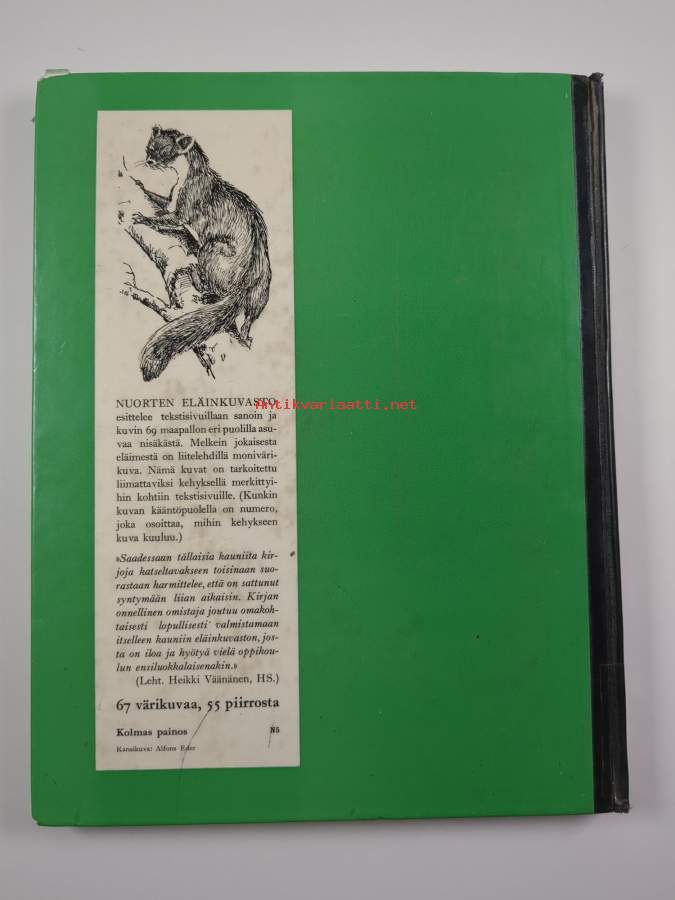 NUORTEN ELÄINKUVASTO
Antikvariaatti.net
esittelee tekstisivuillaan sanoin ja
kuvin 69 maapallon eri puolilla asu-
vaa nisäkästä. Melkein jokaisesta
eläimestä on liitelehdillä moniväri-
kuva. Nämä kuvat on tarkoitettu
liimattaviksi kehyksellä merkittyi-
hin kohtiin tekstisivuille. (Kunkin
kuvan kääntöpuolella on numero,
joka osoittaa, mihin kehykseen
kuva kuuluu.)
»Saadessaan tällaisia kauniita kir-
joja katseltavakseen toisinaan suo-
rastaan harmittelee, että on sattunut
syntymään liian aikaisin. Kirjan
onnellinen omistaja joutuu omakoh-
taisesti lopullisesti valmistamaan
itselleen kauniin eläinkuvaston, jos-
ta on iloa ja hyötyä vielä oppikou-
lun ensiluokkalaisenakin.»
(Leht. Heikki Väänänen, HS.)
67 värikuvaa, 55 piirrosta
Kolmas painos N5
Kansikuva: Alfons Eder